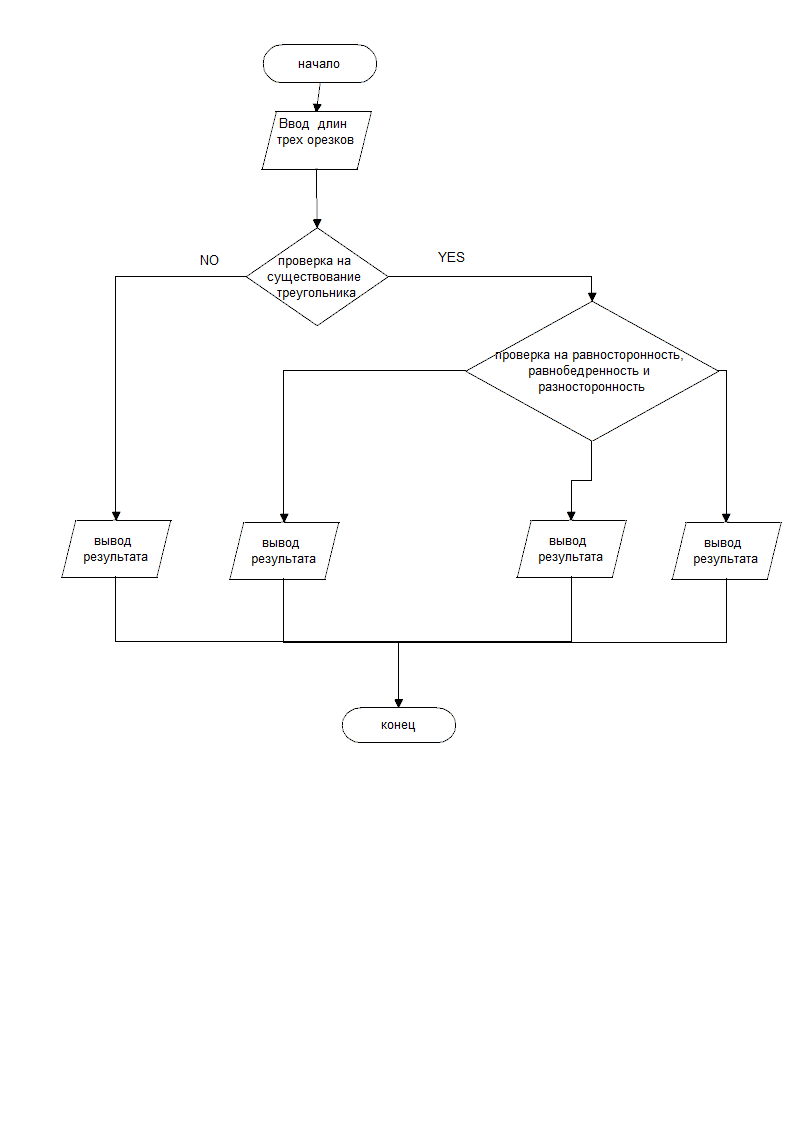 начало
Ввод длин
трех орезков
NO
YES
проверка на
существование
треугольника
проверка на равносторонность,
равнобедренность и
разносторонность
вывод
результата
вывод
результата
вывод
результата
вывод
результата
конец